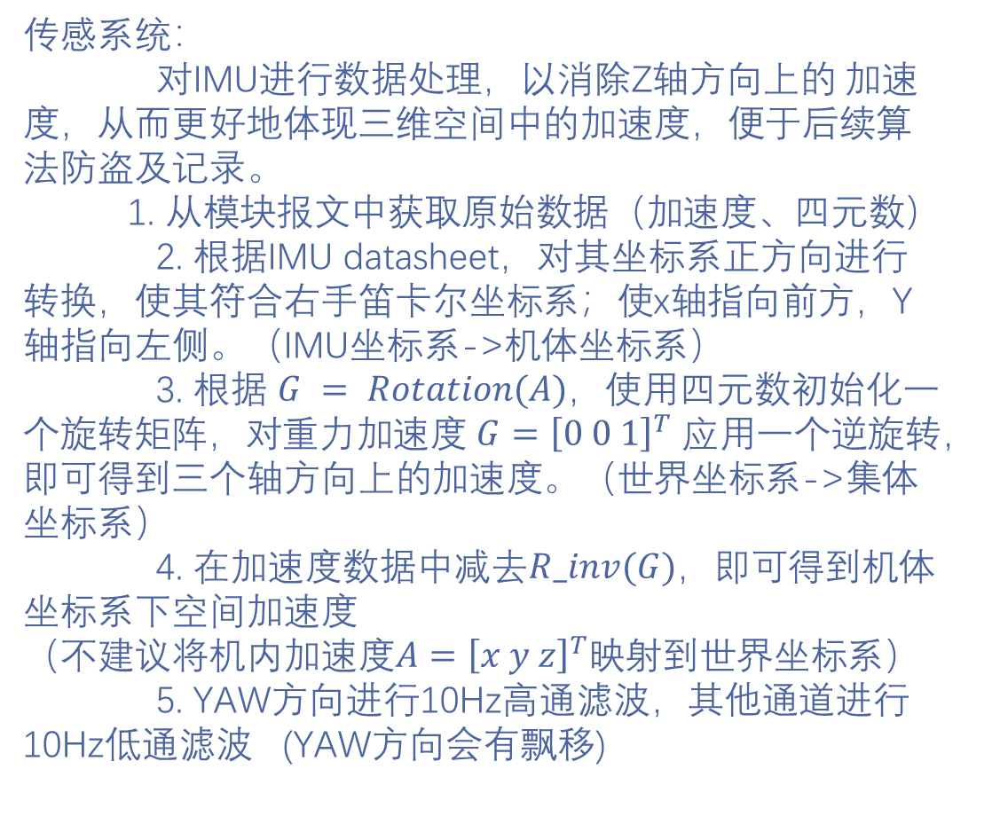 传感系统：
对IMU进行数据处理，以消除Z轴方向上的 加速
度，从而更好地体现三维空间中的加速度，便于后续算
法防盗及记录。
1. 从模块报文中获取原始数据（加速度、四元数）
2. 根据IMU datasheet，对其坐标系正方向进行
转换，使其符合右手笛卡尔坐标系；使x轴指向前方，Y
轴指向左侧。（IMU坐标系->机体坐标系）
3. 根据 G = Rotation(A)，使用四元数初始化一
个旋转矩阵，对重力加速度 G = [0 0 1]^T 应用一个逆旋转，
即可得到三个轴方向上的加速度。（世界坐标系->集体
坐标系）
4. 在加速度数据中减去R_inv(G)，即可得到机体
坐标系下空间加速度
（不建议将机内加速度A = [x y z]^T映射到世界坐标系）
5. YAW方向进行10Hz高通滤波，其他通道进行
10Hz低通滤波 (YAW方向会有飘移)